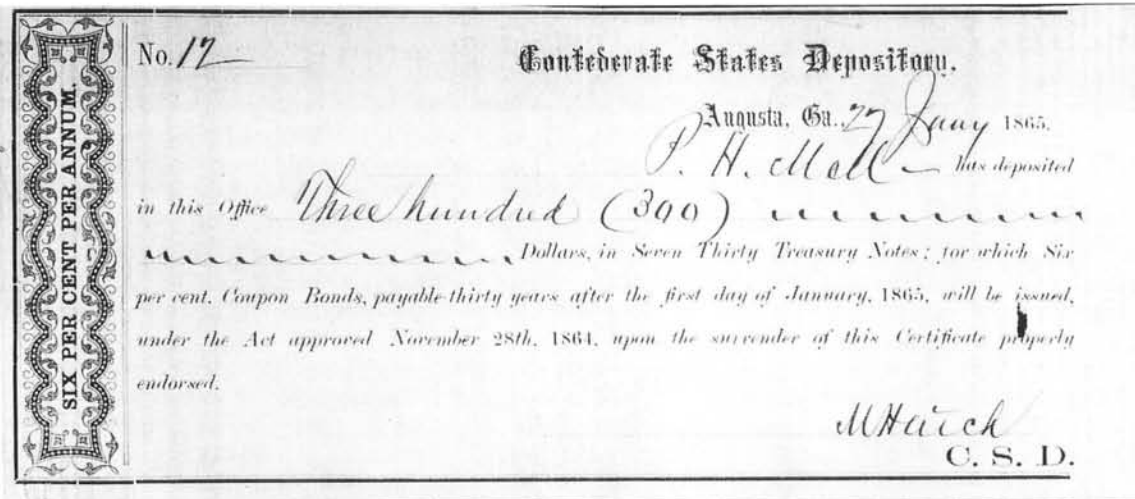 SIX PER CENT PER ANNUM.
No. 17
Confederate States Depository.
Augusta, Ga., 27 Jany 1865.
P. H. Mell has deposited
in this Office Three hundred (300)
Dollars, in Seven Thirty Treasury Notes; for which Six
per cent. Coupon Bonds, payable thirty years after the first day of January, 1865, will be issued,
under the Act approved November 28th, 1864, upon the surrender of this Certificate properly
endorsed.
M Hatch
C. S. D.